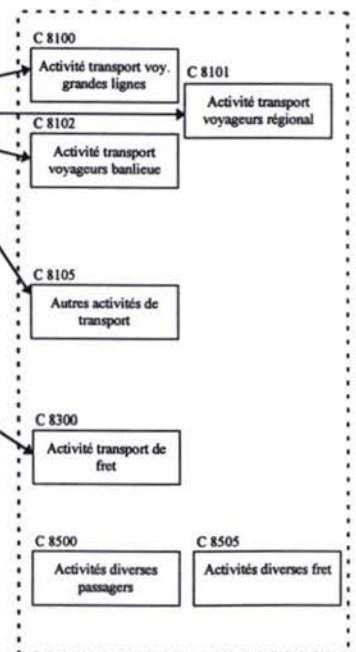 C 8100
Activité transport voy.
grandes lignes
C 8101
Activité transport
voyageurs régional
C 8102
Activité transport
voyageurs banlieue
C 8105
Autres activités de
transport
C 8300
Activité transport de
fret
C 8500
Activités diverses
passagers
C 8505
Activités diverses fret